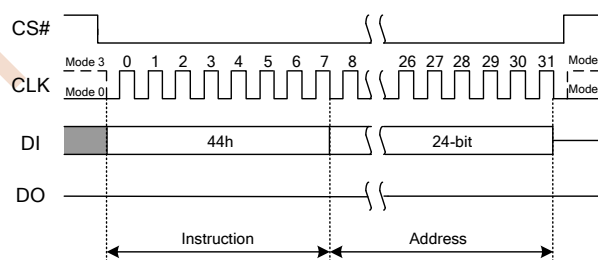 CS#
Mode 3 0 1 2 3 4 5 6 7 8 26 27 28 29 30 31 Mode
CLK
Mode 0 Mode
DI 44h 24-bit
DO
Instruction Address